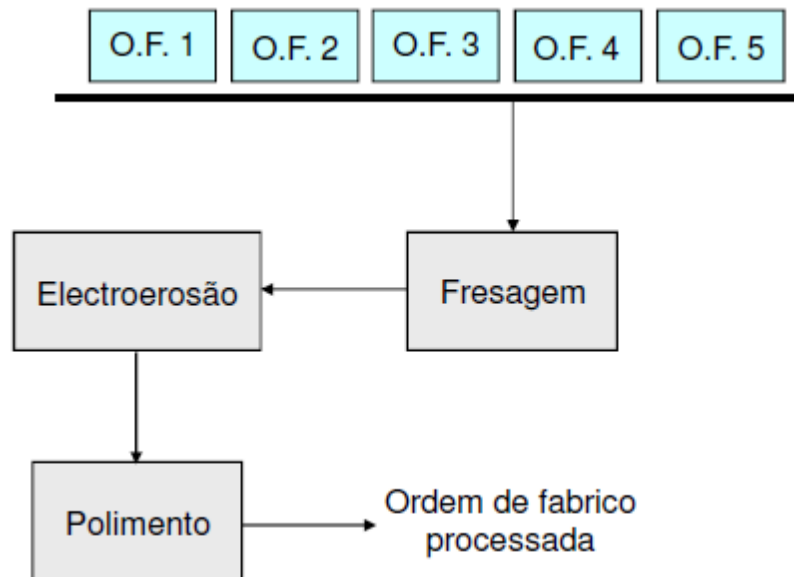 O.F. 1
O.F. 2
O.F. 3
O.F. 4
O.F. 5
Electroerosão
Fresagem
Polimento
Ordem de fabrico
processada